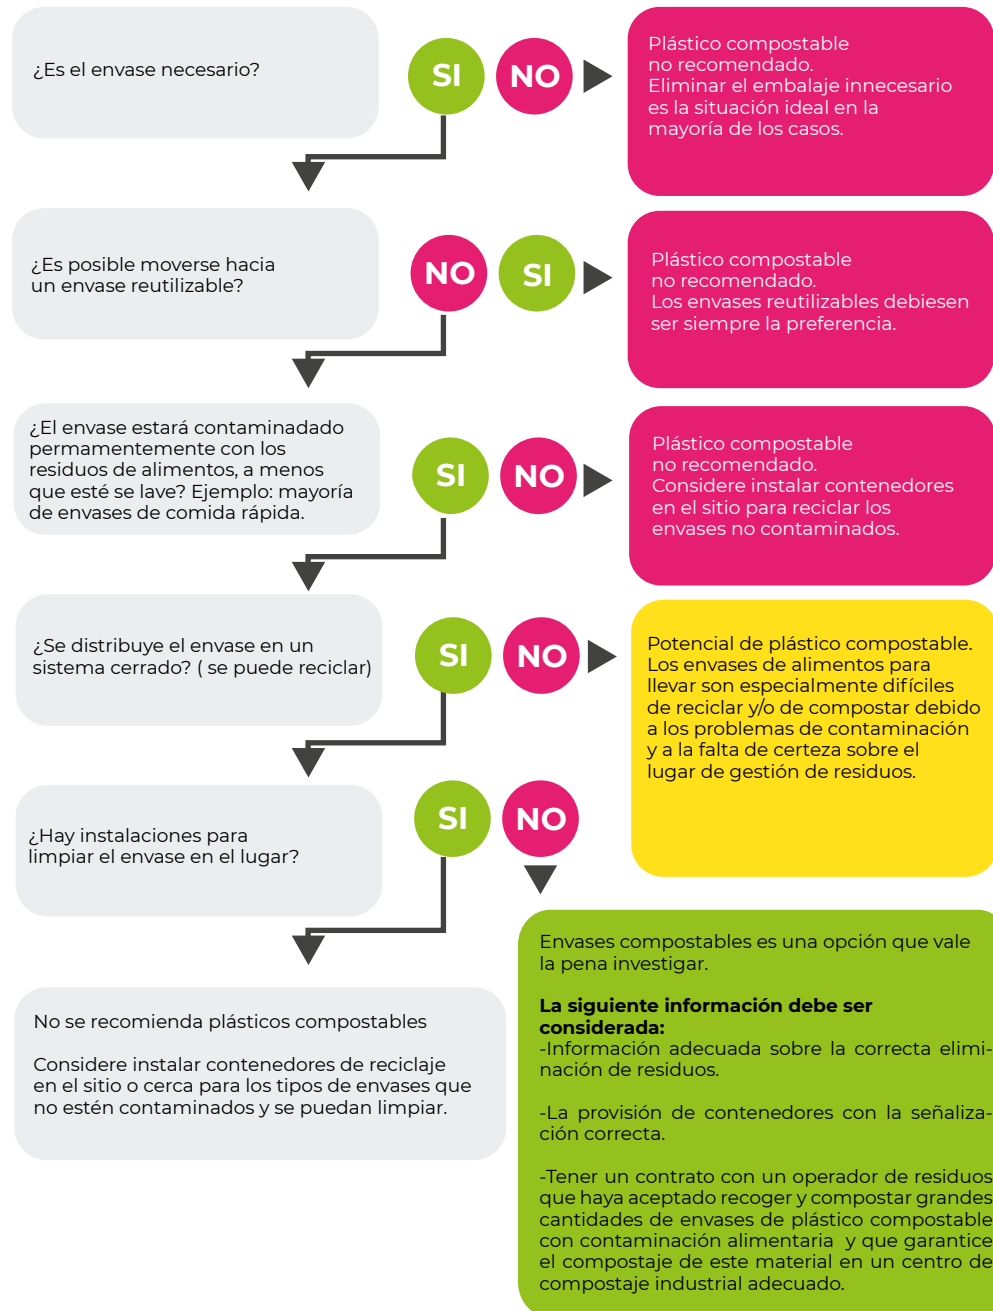 ¿Es el envase necesario?
SI
NO
Plástico compostable
no recomendado.
Eliminar el embalaje innecesario
es la situación ideal en la
mayoría de los casos.
¿Es posible moverse hacia
un envase reutilizable?
NO
SI
Plástico compostable
no recomendado.
Los envases reutilizables debiesen
ser siempre la preferencia.
¿El envase estará contaminadado
permamentemente con los
residuos de alimentos, a menos
que esté se lave? Ejemplo: mayoría
de envases de comida rápida.
SI
NO
Plástico compostable
no recomendado.
Considere instalar contenedores
en el sitio para reciclar los
envases no contaminados.
¿Se distribuye el envase en un
sistema cerrado? ( se puede reciclar)
SI
NO
Potencial de plástico compostable.
Los envases de alimentos para
llevar son especialmente difíciles
de reciclar y/o de compostar debido
a los problemas de contaminación
y a la falta de certeza sobre el
lugar de gestión de residuos.
¿Hay instalaciones para
limpiar el envase en el lugar?
SI
NO
No se recomienda plásticos compostables
Considere instalar contenedores de reciclaje
en el sitio o cerca para los tipos de envases que
no estén contaminados y se puedan limpiar.
Envases compostables es una opción que vale
la pena investigar.
La siguiente información debe ser
considerada:
-Información adecuada sobre la correcta elimi-
nación de residuos.
-La provisión de contenedores con la señaliza-
ción correcta.
-Tener un contrato con un operador de residuos
que haya aceptado recoger y compostar grandes
cantidades de envases de plástico compostable
con contaminación alimentaria y que garantice
el compostaje de este material en un centro de
compostaje industrial adecuado.